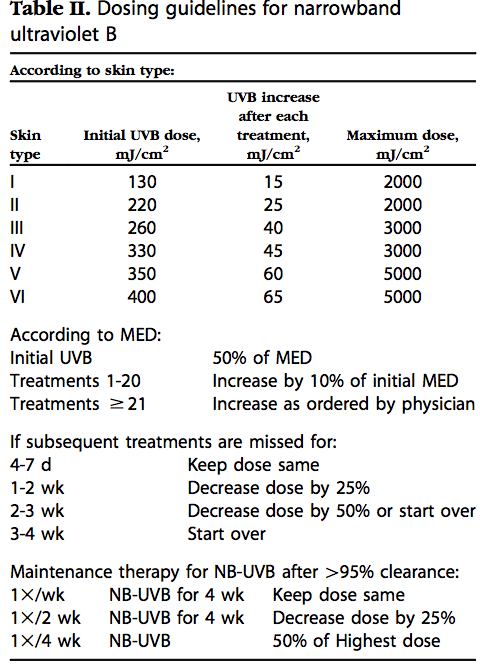 Table II. Dosing guidelines for narrowband
ultraviolet B
According to skin type:
UVB increase
after each
Skin Initial UVB dose, treatment, Maximum dose,
type mJ/cm² mJ/cm² mJ/cm²
I 130 15 2000
II 220 25 2000
III 260 40 3000
IV 330 45 3000
V 350 60 5000
VI 400 65 5000
According to MED:
Initial UVB 50% of MED
Treatments 1-20 Increase by 10% of initial MED
Treatments ≥21 Increase as ordered by physician
If subsequent treatments are missed for:
4-7 d Keep dose same
1-2 wk Decrease dose by 25%
2-3 wk Decrease dose by 50% or start over
3-4 wk Start over
Maintenance therapy for NB-UVB after >95% clearance:
1×/wk NB-UVB for 4 wk Keep dose same
1×/2 wk NB-UVB for 4 wk Decrease dose by 25%
1×/4 wk NB-UVB 50% of Highest dose